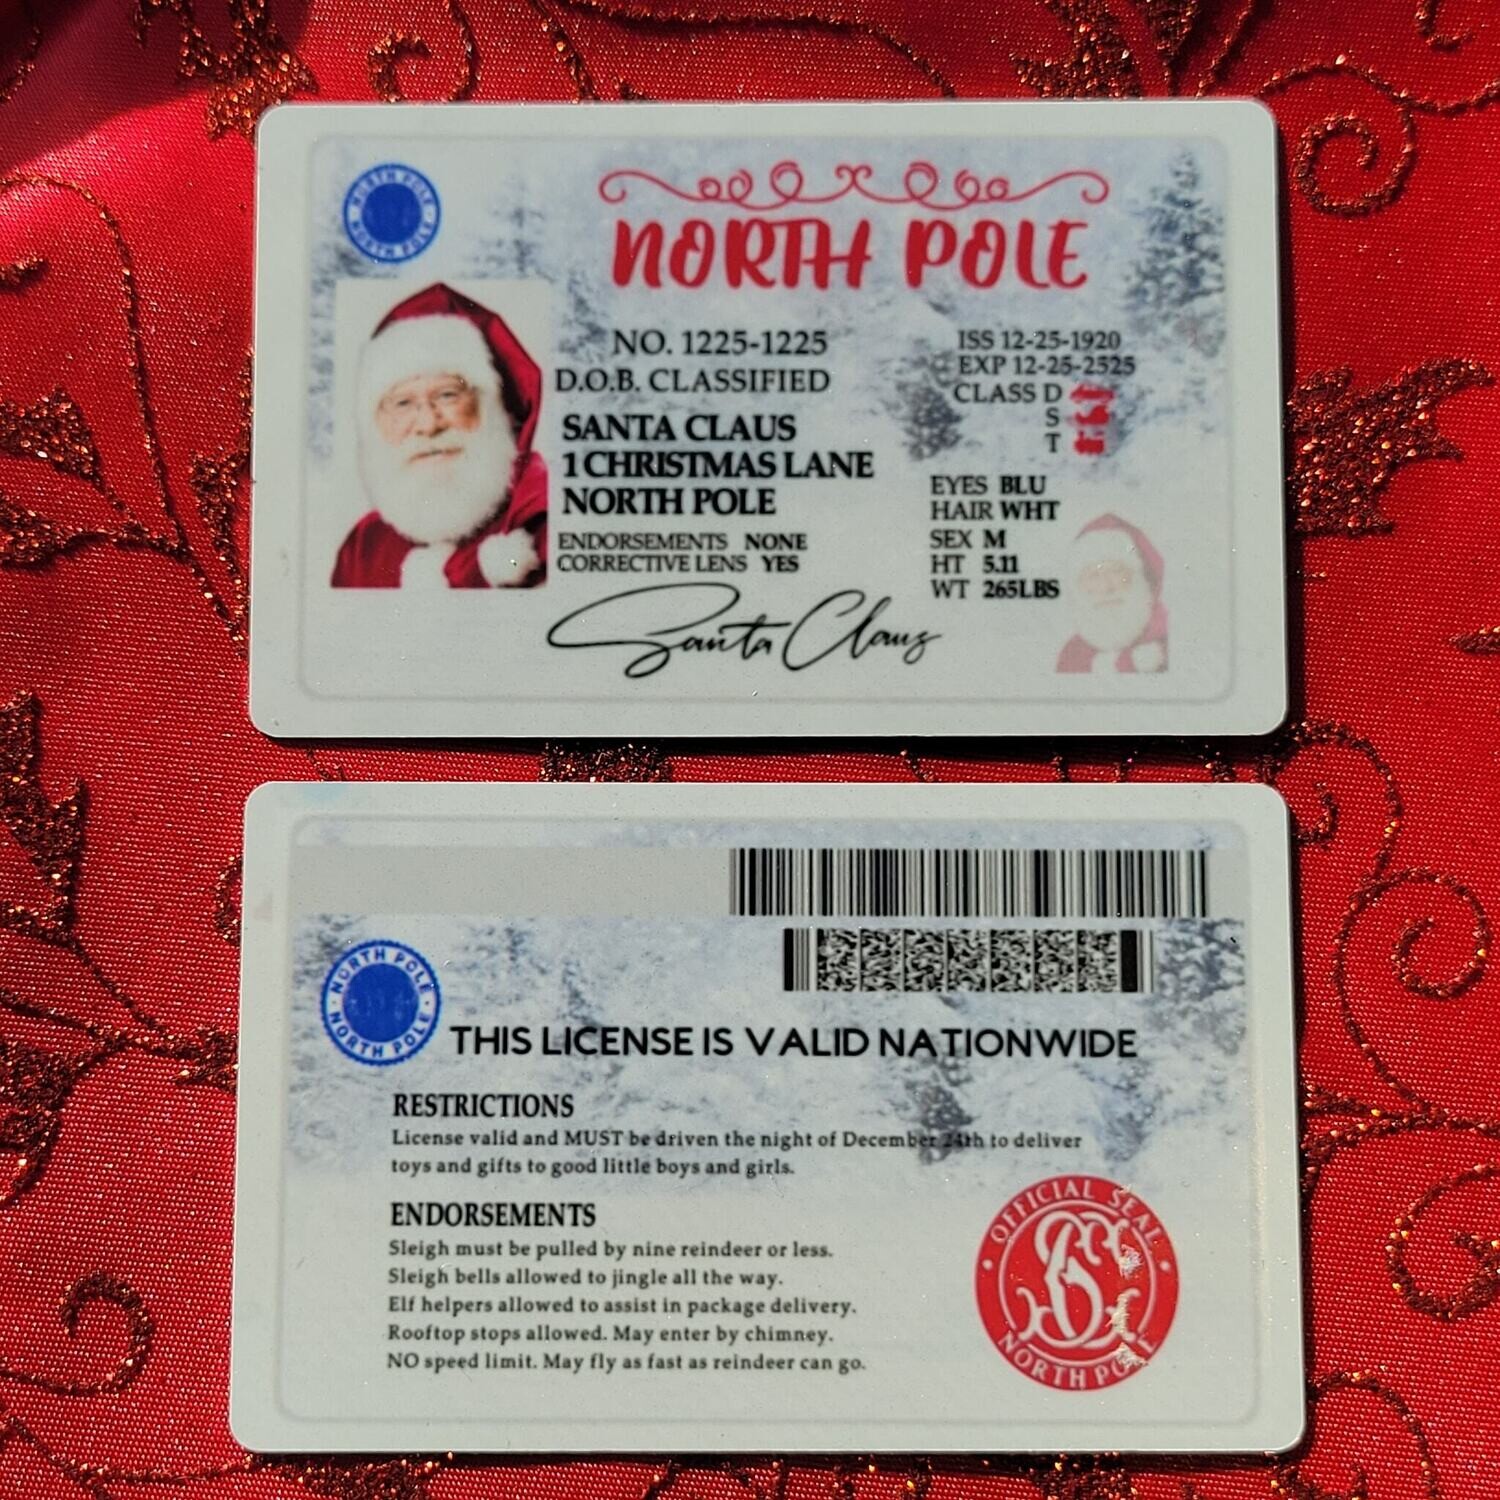 NORTH POLE
NORTH POLE
NORTH POLE
NO. 1225-1225
D.O.B. CLASSIFIED
SANTA CLAUS
1 CHRISTMAS LANE
NORTH POLE
ENDORSEMENTS NONE
CORRECTIVE LENS YES
Santa Claus
ISS 12-25-1920
EXP 12-25-2525
CLASS D
S
T
EYES BLU
HAIR WHT
SEX M
HT 5.11
WT 265LBS
NORTH POLE
NORTH POLE
THIS LICENSE IS VALID NATIONWIDE
RESTRICTIONS
License valid and MUST be driven the night of December 24th to deliver
toys and gifts to good little boys and girls.
ENDORSEMENTS
Sleigh must be pulled by nine reindeer or less.
Sleigh bells allowed to jingle all the way.
Elf helpers allowed to assist in package delivery.
Rooftop stops allowed. May enter by chimney.
NO speed limit. May fly as fast as reindeer can go.
OFFICIAL SEAL
SC
NORTH POLE